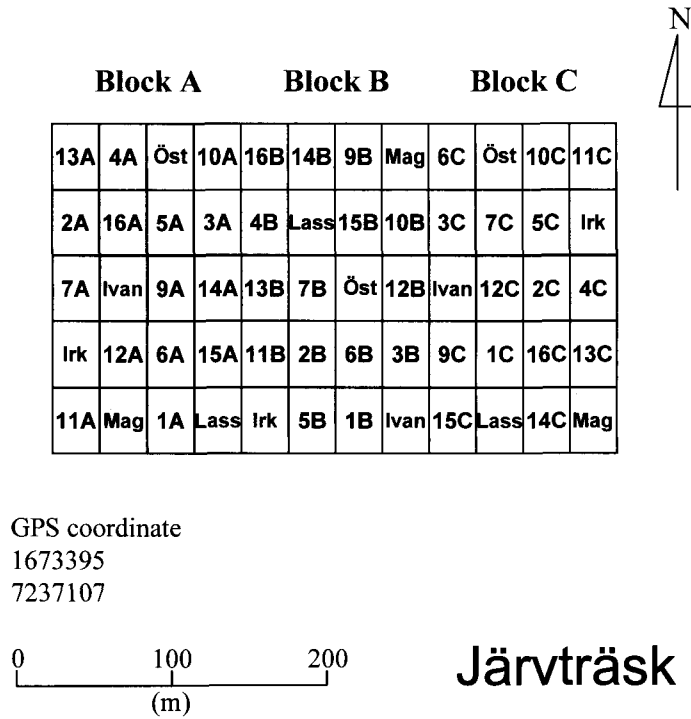 N
Block A Block B Block C
13A 4A Öst 10A 16B 14B 9B Mag 6C Öst 10C 11C
2A 16A 5A 3A 4B Lass 15B 10B 3C 7C 5C Irk
7A Ivan 9A 14A 13B 7B Öst 12B Ivan 12C 2C 4C
Irk 12A 6A 15A 11B 2B 6B 3B 9C 1C 16C 13C
11A Mag 1A Lass Irk 5B 1B Ivan 15C Lass 14C Mag
GPS coordinate
1673395
7237107
0 100 200
(m)
Järvträsk